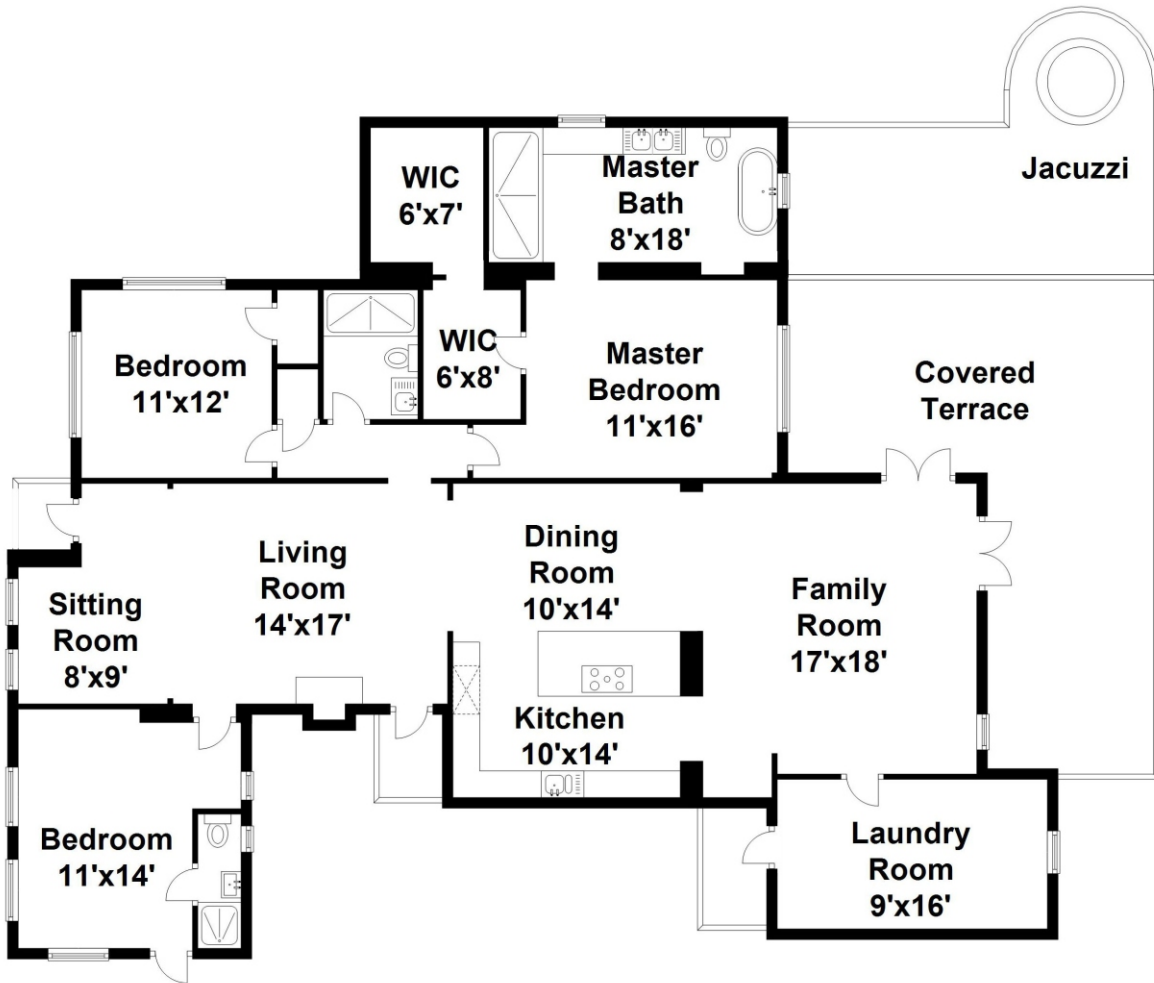 WIC
6'x7'
Master
Bath
8'x18'
Jacuzzi
Bedroom
11'x12'
WIC
6'x8'
Master
Bedroom
11'x16'
Covered
Terrace
Sitting
Room
8'x9'
Living
Room
14'x17'
Dining
Room
10'x14'
Family
Room
17'x18'
Kitchen
10'x14'
Bedroom
11'x14'
Laundry
Room
9'x16'